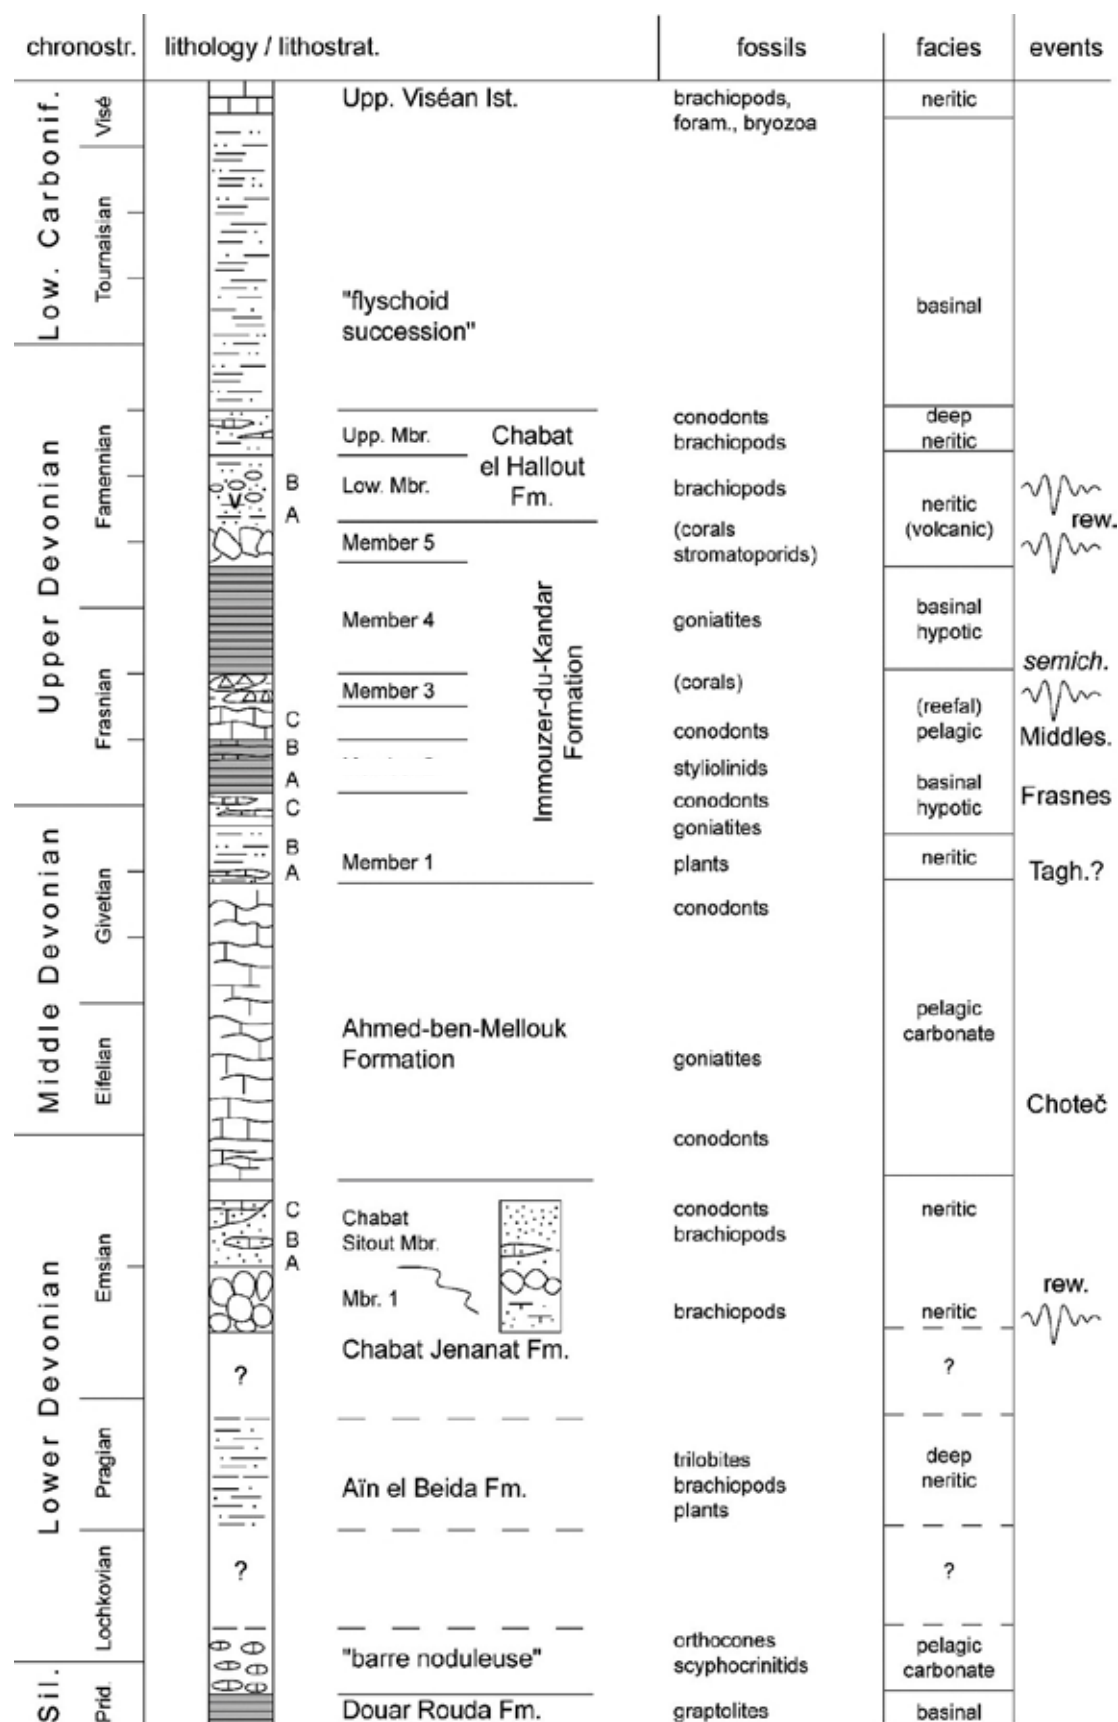 chronostr.
lithology / lithostrat.
fossils
facies
events
Low. Carbonif.
Visé
Tournaisian
Upper Devonian
Famennian
Frasnian
Middle Devonian
Givetian
Eifelian
Lower Devonian
Emsian
Pragian
Lochkovian
Sil.
Prid.
Upp. Viséan lst.
brachiopods,
foram., bryozoa
neritic
"flyschoid
succession"
basinal
Upp. Mbr.
Chabat
el Hallout
Fm.
conodonts
brachiopods
deep
neritic
B
A
V
Low. Mbr.
brachiopods
neritic
(volcanic)
rew.
Member 5
(corals
stromatoporids)
Immouzer-du-Kandar
Formation
Member 4
goniatites
basinal
hypotic
semich.
Member 3
(corals)
(reefal)
pelagic
C
B
A
conodonts
Middles.
styliolinids
basinal
hypotic
Frasnes
C
conodonts
goniatites
B
A
Member 1
plants
neritic
Tagh.?
conodonts
Ahmed-ben-Mellouk
Formation
goniatites
pelagic
carbonate
Choteč
conodonts
C
B
A
Chabat
Sitout Mbr.
conodonts
brachiopods
neritic
Mbr. 1
brachiopods
neritic
rew.
Chabat Jenanat Fm.
?
?
Aïn el Beida Fm.
trilobites
brachiopods
plants
deep
neritic
?
?
"barre noduleuse"
orthocones
scyphocrinitids
pelagic
carbonate
Douar Rouda Fm.
graptolites
basinal